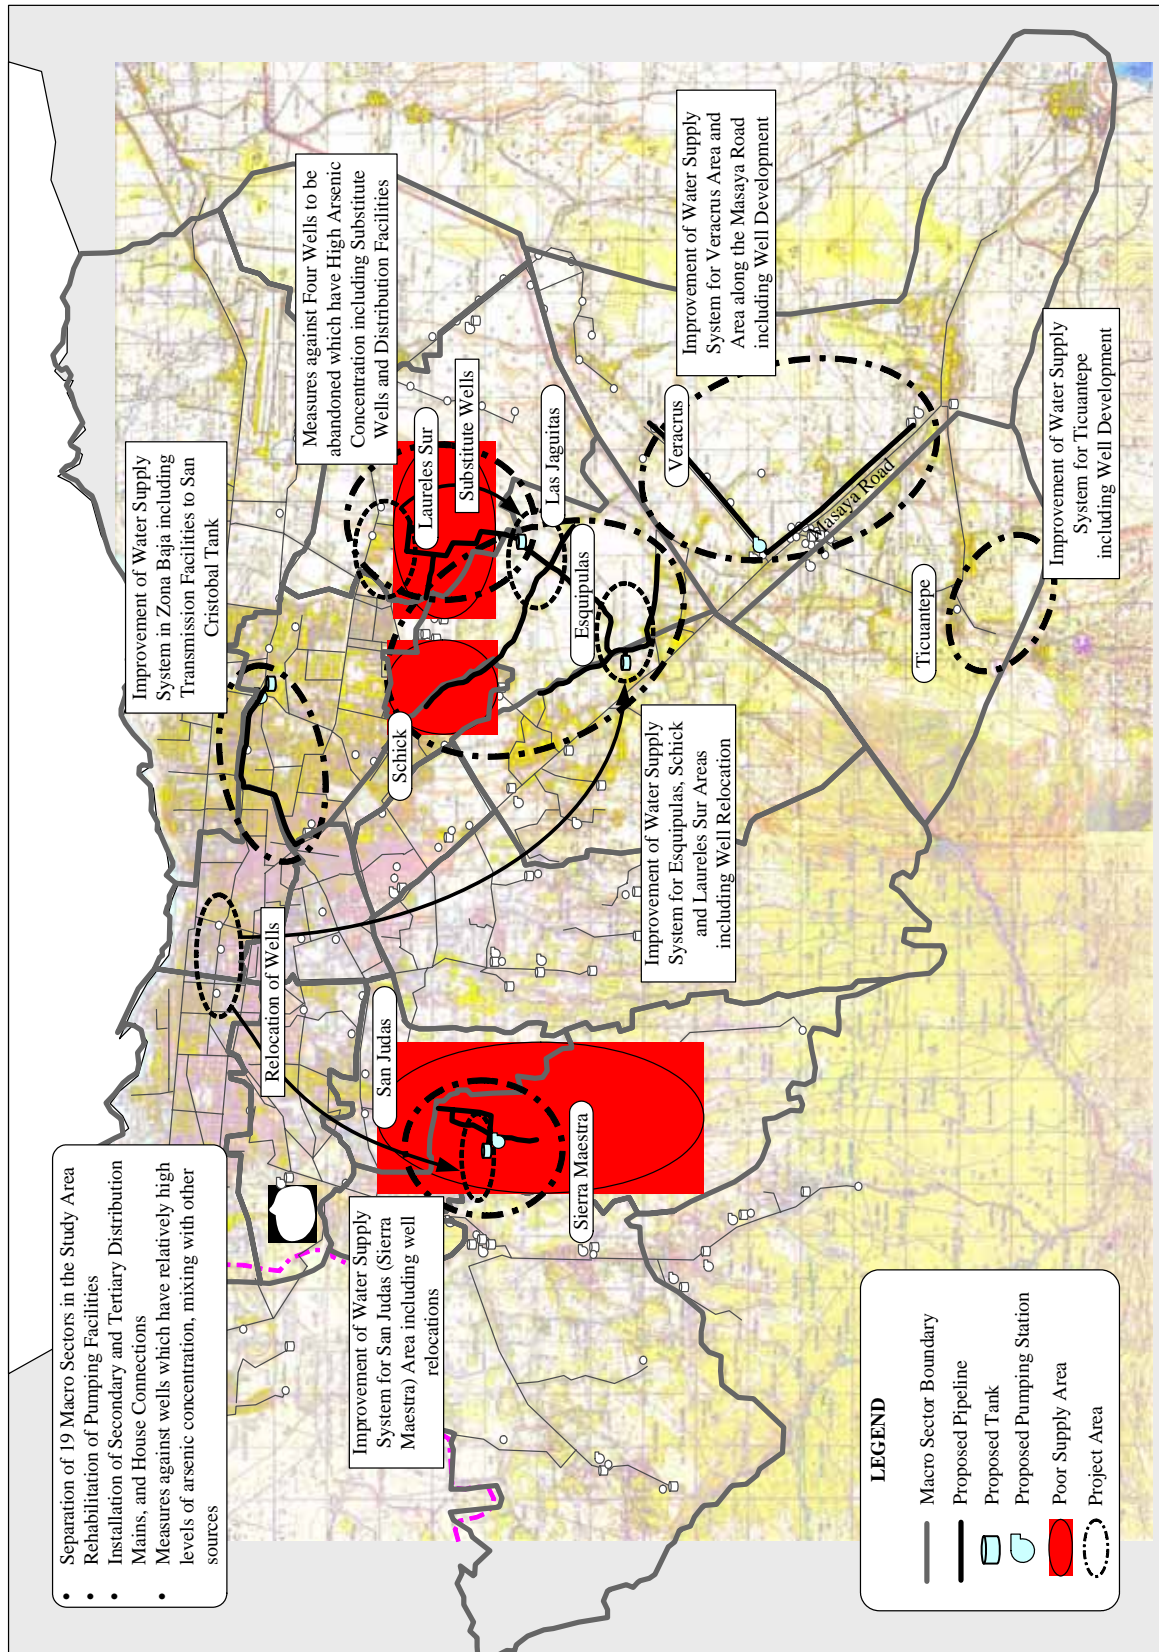 • Separation of 19 Macro Sectors in the Study Area
• Rehabilitation of Pumping Facilities
• Installation of Secondary and Tertiary Distribution
Mains, and House Connections
• Measures against wells which have relatively high
levels of arsenic concentration, mixing with other
sources
Improvement of Water Supply
System in Zona Baja including
Transmission Facilities to San
Cristobal Tank
Measures against Four Wells to be
abandoned which have High Arsenic
Concentration including Substitute
Wells and Distribution Facilities
Relocation of Wells
San Judas
Schick
Laureles Sur
Substitute Wells
Las Jaguitas
Improvement of Water Supply
System for San Judas (Sierra
Maestra) Area including well
relocations
Sierra Maestra
Esquipulas
Improvement of Water Supply
System for Esquipulas, Schick
and Laureles Sur Areas
including Well Relocation
Veracrus
Improvement of Water Supply
System for Veracrus Area and
Area along the Masaya Road
including Well Development
Masaya Road
Ticuantepe
Improvement of Water Supply
System for Ticuantepe
including Well Development
LEGEND
Macro Sector Boundary
Proposed Pipeline
Proposed Tank
Proposed Pumping Station
Poor Supply Area
Project Area